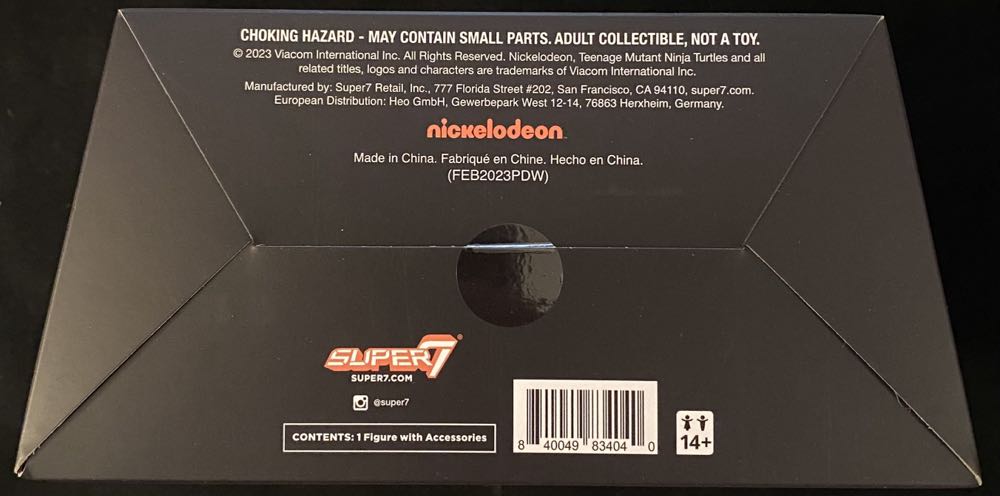 CHOKING HAZARD - MAY CONTAIN SMALL PARTS. ADULT COLLECTIBLE, NOT A TOY.
© 2023 Viacom International Inc. All Rights Reserved. Nickelodeon, Teenage Mutant Ninja Turtles and all
related titles, logos and characters are trademarks of Viacom International Inc.
Manufactured by: Super7 Retail, Inc., 777 Florida Street #202, San Francisco, CA 94110, super7.com.
European Distribution: Heo GmbH, Gewerbepark West 12-14, 76863 Herxheim, Germany.
nickelodeon
Made in China. Fabriqué en Chine. Hecho en China.
(FEB2023PDW)
SUPER7®
SUPER7.COM
@super7
CONTENTS: 1 Figure with Accessories
8 40049 83404 0
14+